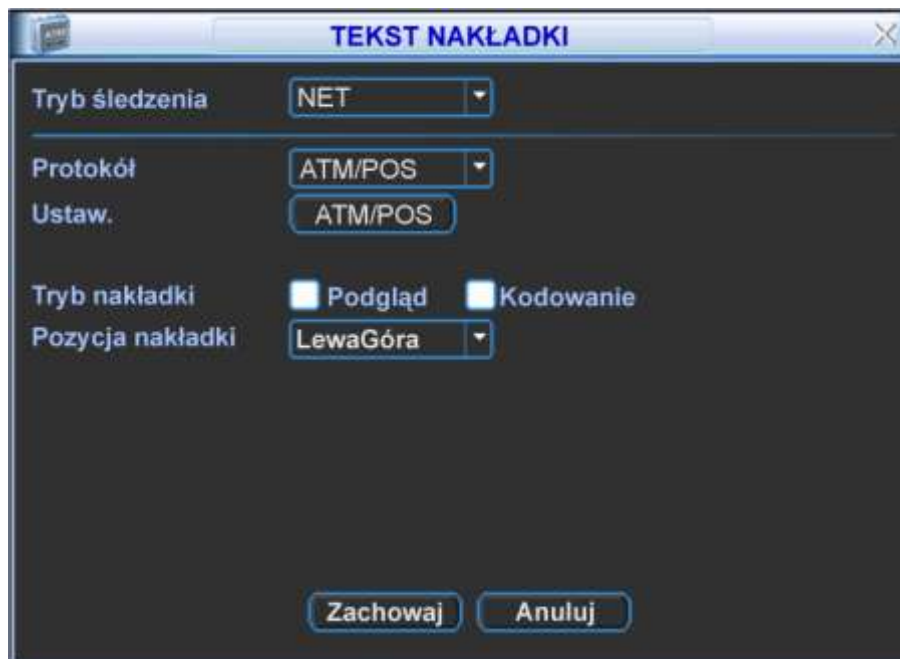 TEKST NAKŁADKI
Tryb śledzenia NET
Protokół ATM/POS
Ustaw. ATM/POS
Tryb nakładki Podgląd Kodowanie
Pozycja nakładki LewaGóra
Zachowaj Anuluj